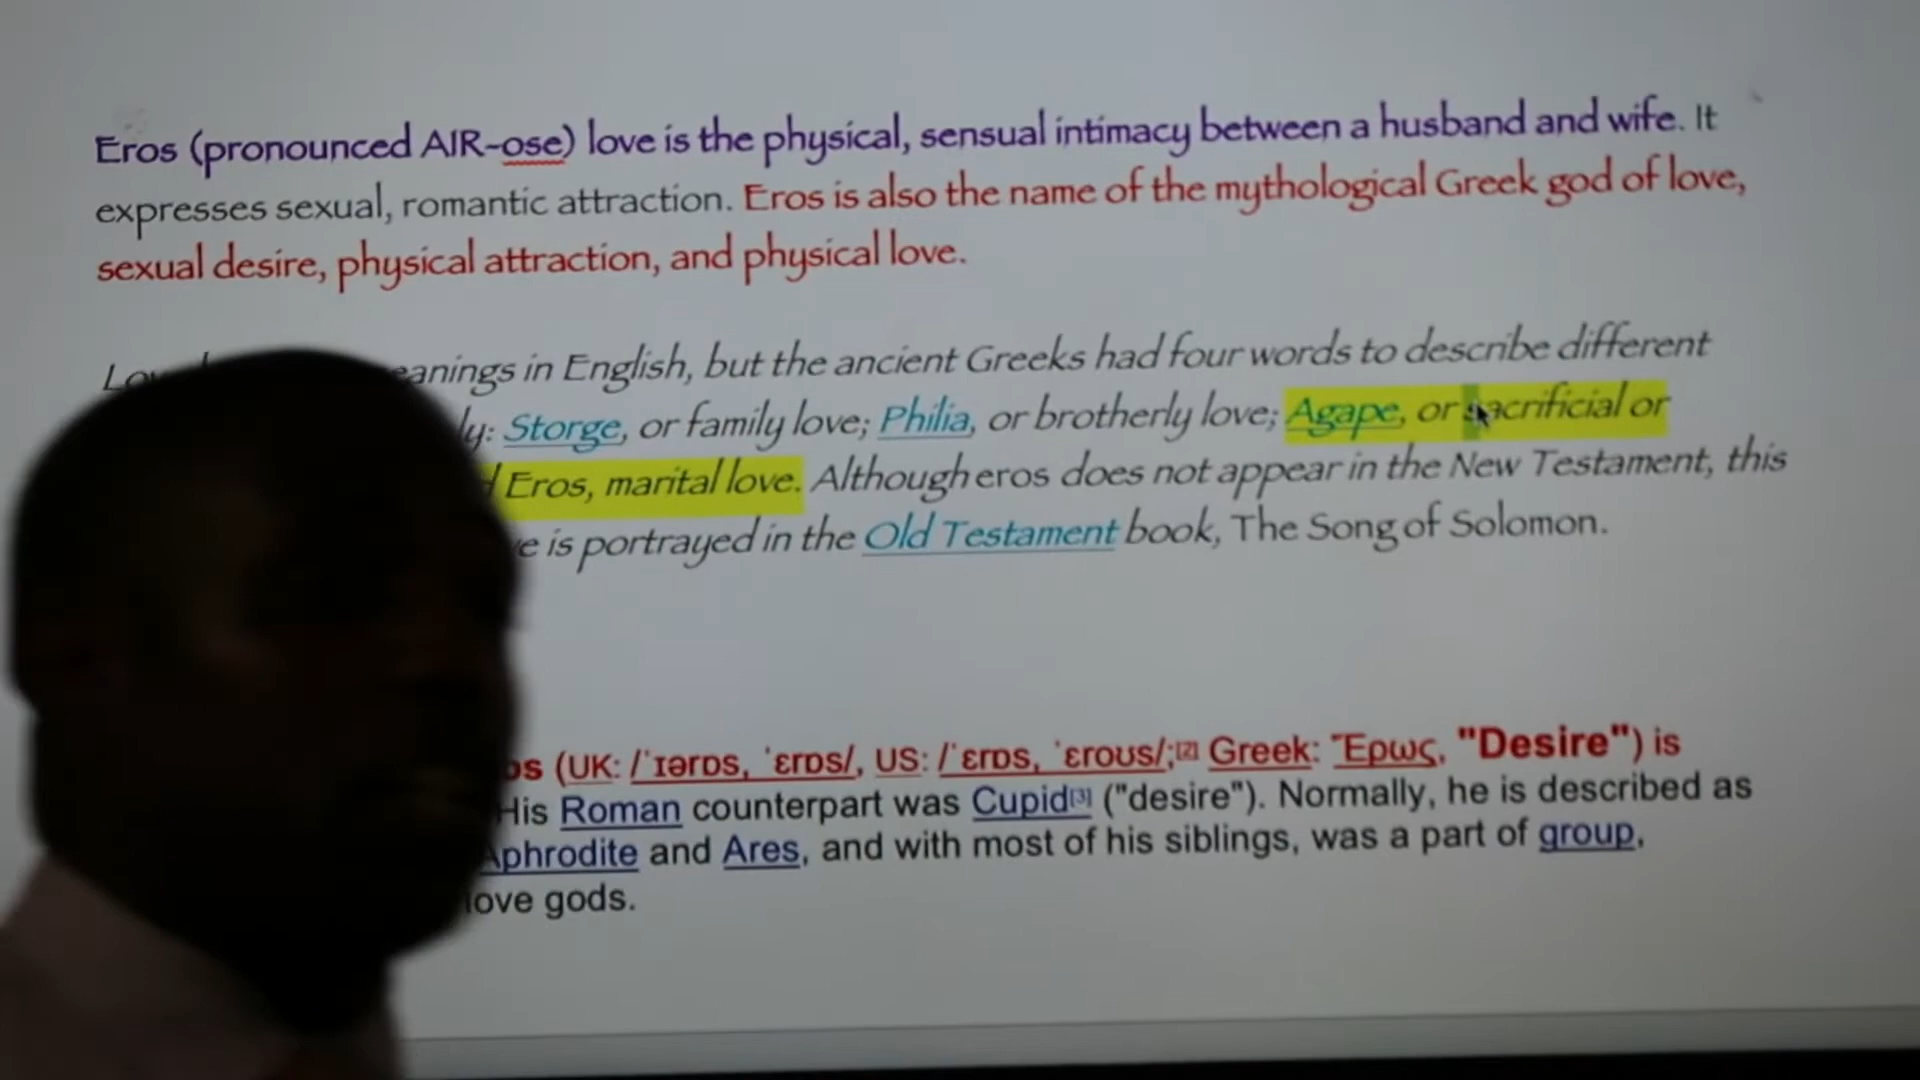 Eros (pronounced AIR-ose) love is the physical, sensual intimacy between a husband and wife. It
expresses sexual, romantic attraction. Eros is also the name of the mythological Greek god of love,
sexual desire, physical attraction, and physical love.
in English, but the ancient Greeks had four words to describe different
Storge, or family love; Philia, or brotherly love; Agape, or sacrificial or
Eros, marital love. Although eros does not appear in the New Testament, this
is portrayed in the Old Testament book, The Song of Solomon.
(UK: /ˈɪərɒs, ˈɛrɒs/, US: /ˈɛrɒs, ˈɛroʊs/;[2] Greek: Ἔρως, "Desire") is
His Roman counterpart was Cupid[3] ("desire"). Normally, he is described as
Aphrodite and Ares, and with most of his siblings, was a part of group,
love gods.